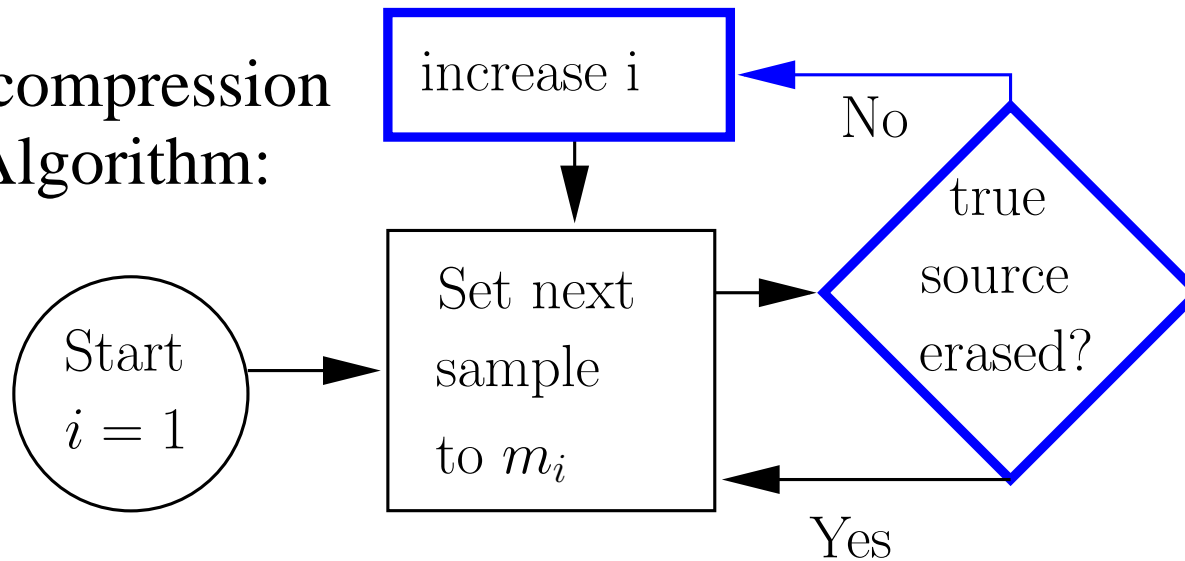 compression
Algorithm:
increase i
No
true
source
erased?
Set next
sample
to $m_i$
Start
$i = 1$
Yes